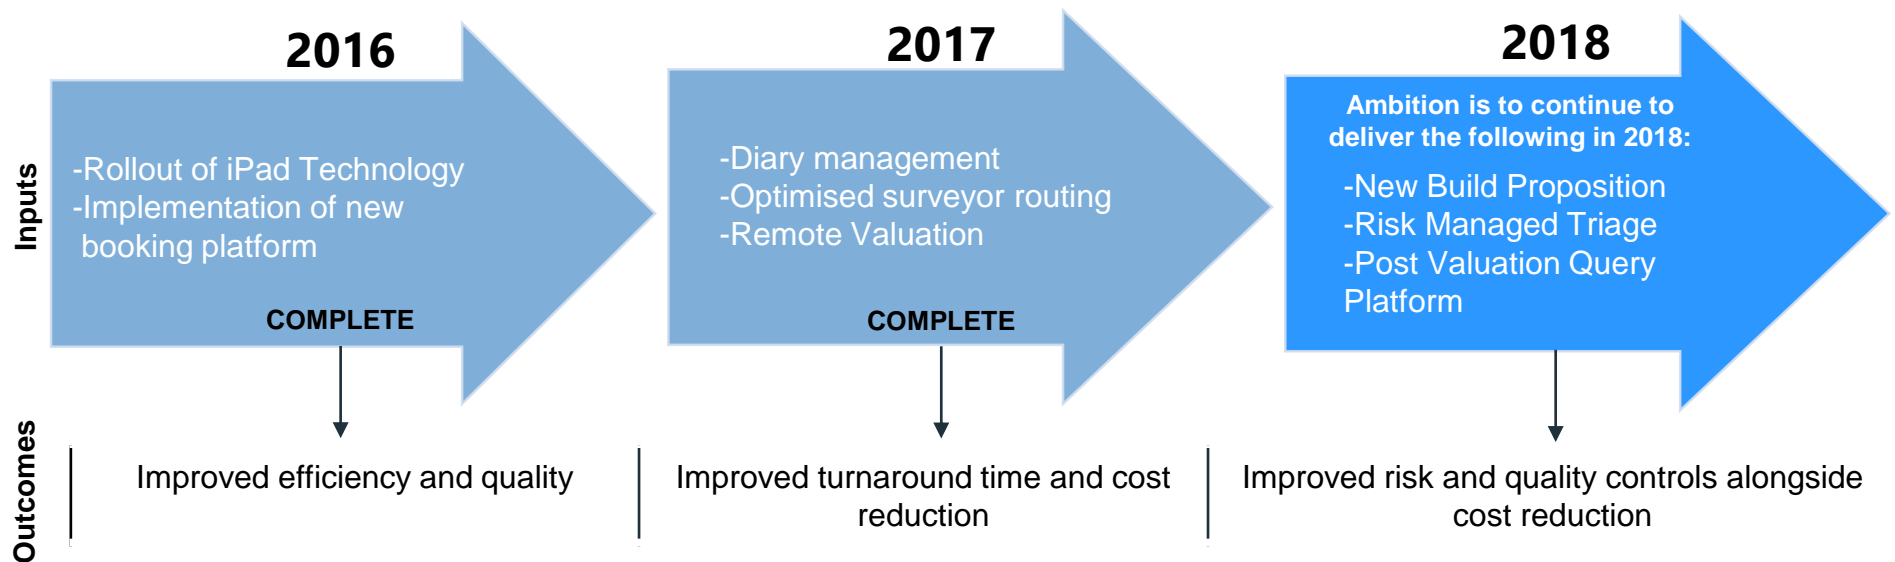 2016
2017
2018
Inputs
-Rollout of iPad Technology
-Implementation of new
booking platform
COMPLETE
-Diary management
-Optimised surveyor routing
-Remote Valuation
COMPLETE
Ambition is to continue to
deliver the following in 2018:
-New Build Proposition
-Risk Managed Triage
-Post Valuation Query
Platform
Outcomes
Improved efficiency and quality
Improved turnaround time and cost
reduction
Improved risk and quality controls alongside
cost reduction